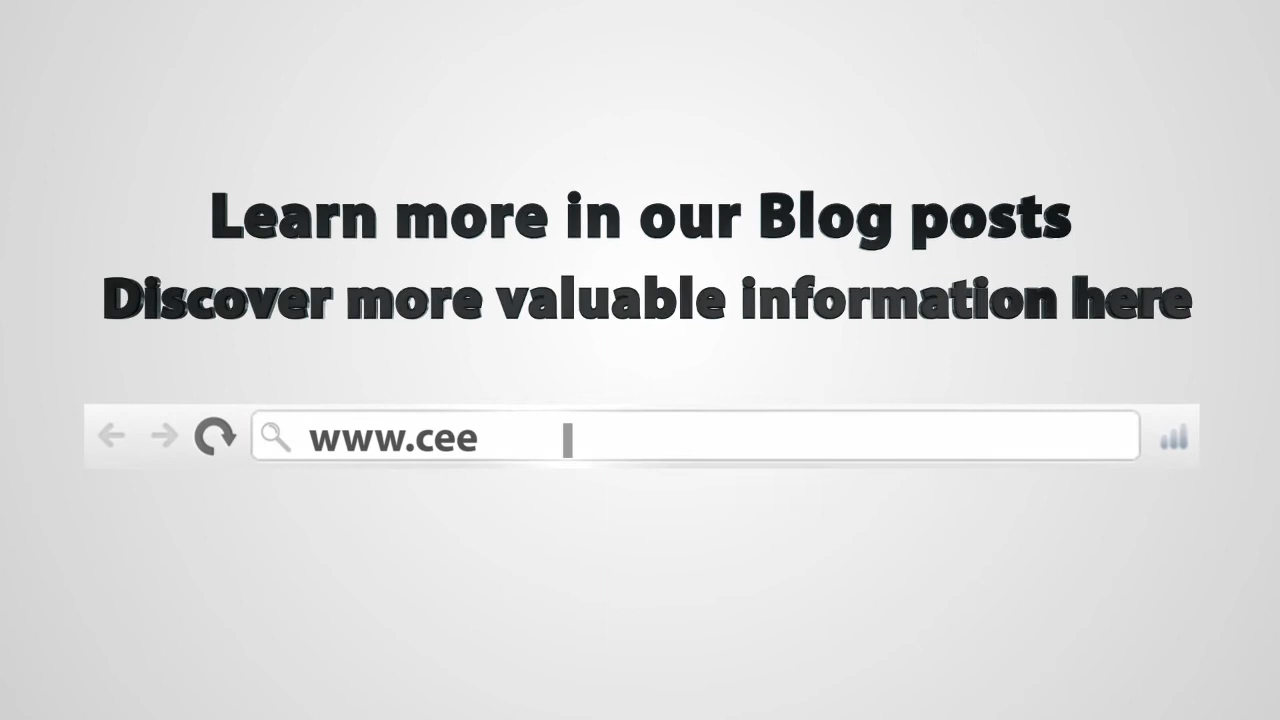 Learn more in our Blog posts
Discover more valuable information here
www.cee